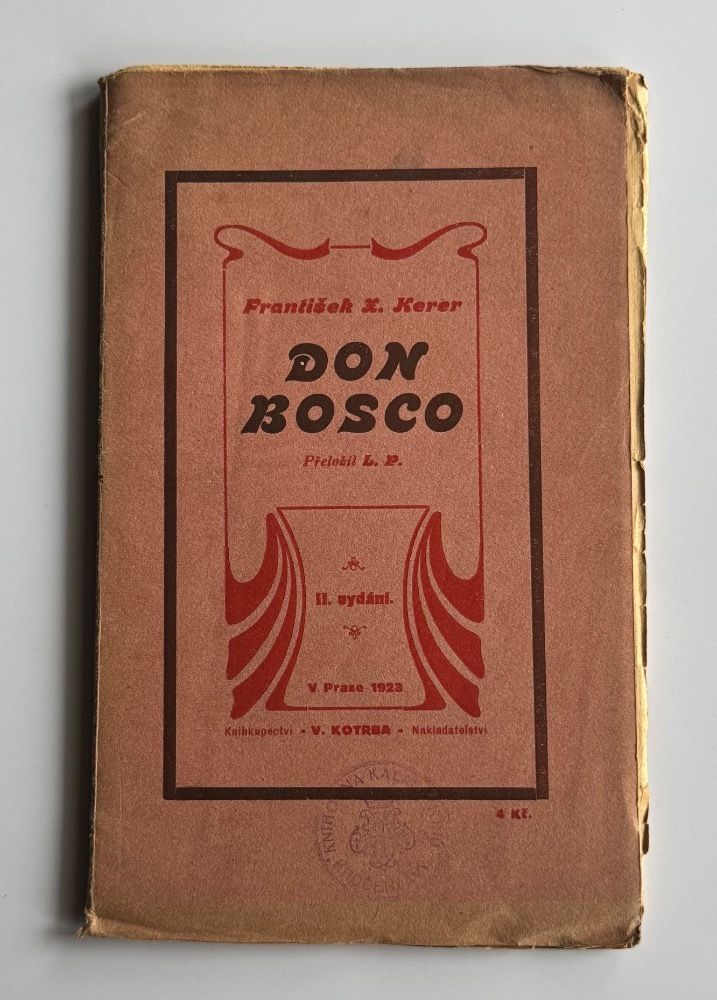 František X. Kerer
DON
BOSCO
Přeložil L. P.
II. vydání.
V Praze 1923
Knihkupectví • V. KOTRBA • Nakladatelství
4 Kč.